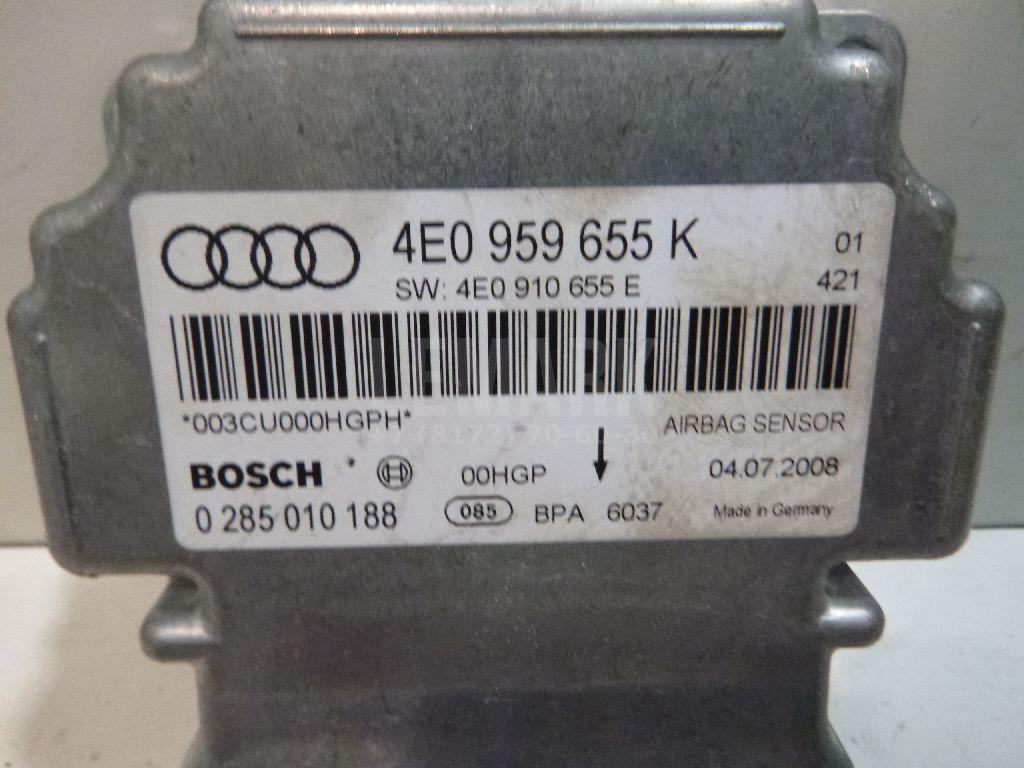 4E0 959 655 K 01
SW: 4E0 910 655 E 421
LEMARK
*003CU000HGPH* AIRBAG SENSOR
BOSCH 00HGP 04.07.2008
0 285 010 188 085 BPA 6037 Made in Germany